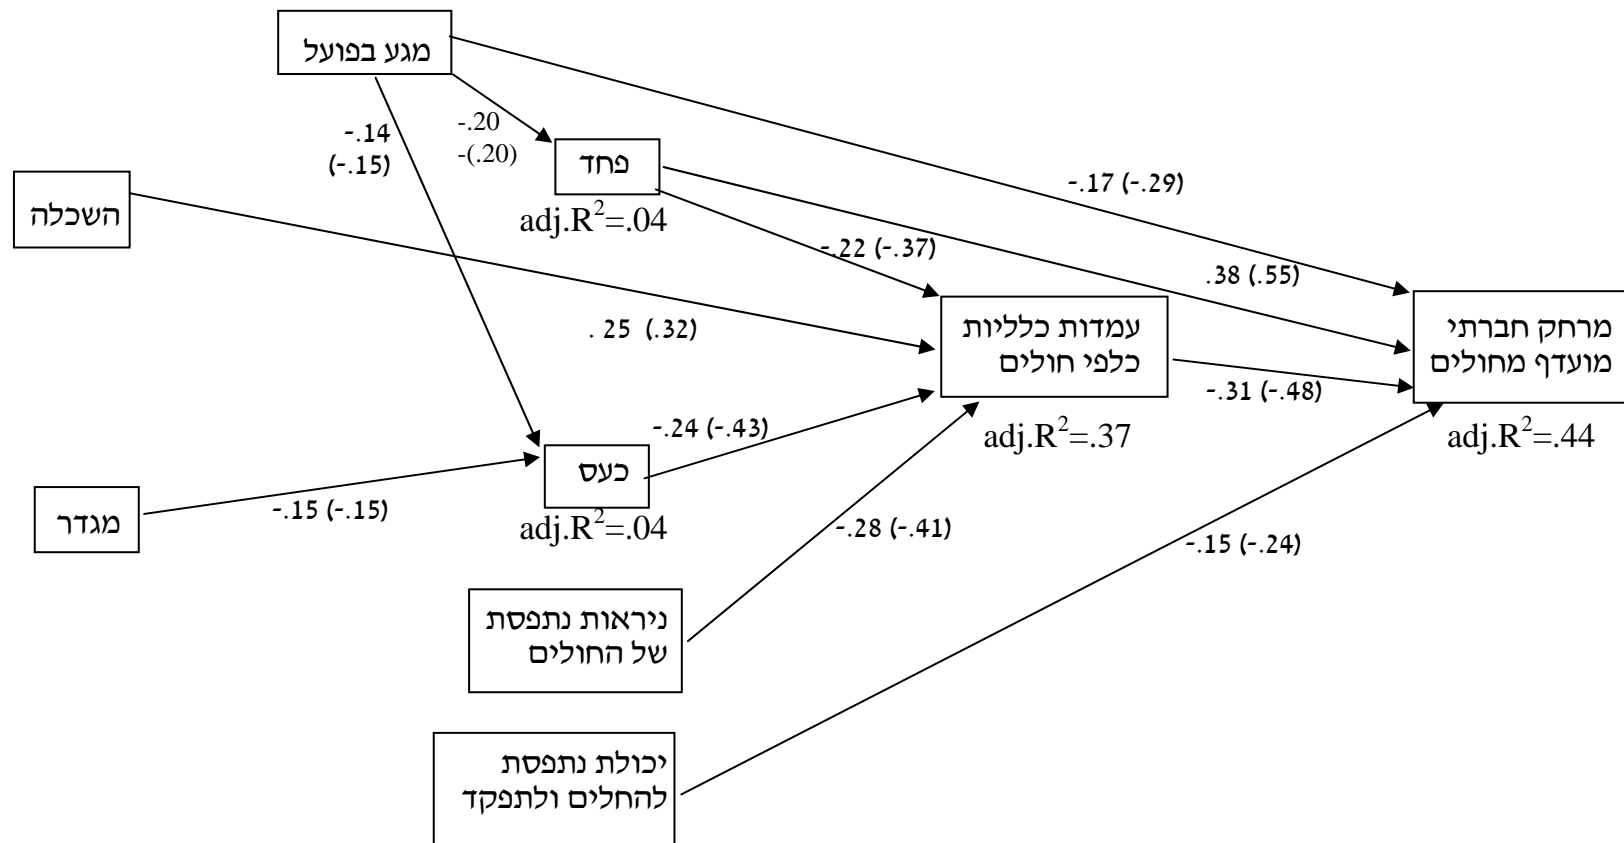 מגע בפועל
-.14
(-.15)
-.20
-(.20)
פחד
adj.R²=.04
-.17 (-.29)
השכלה
-.22 (-.37)
.38 (.55)
. 25 (.32)
עמדות כלליות
כלפי חולים
adj.R²=.37
מרחק חברתי
מועדף מחולים
adj.R²=.44
-.31 (-.48)
-.24 (-.43)
כעס
adj.R²=.04
מגדר
-.15 (-.15)
-.28 (-.41)
-.15 (-.24)
ניראות נתפסת
של החולים
יכולת נתפסת
להחלים ולתפקד